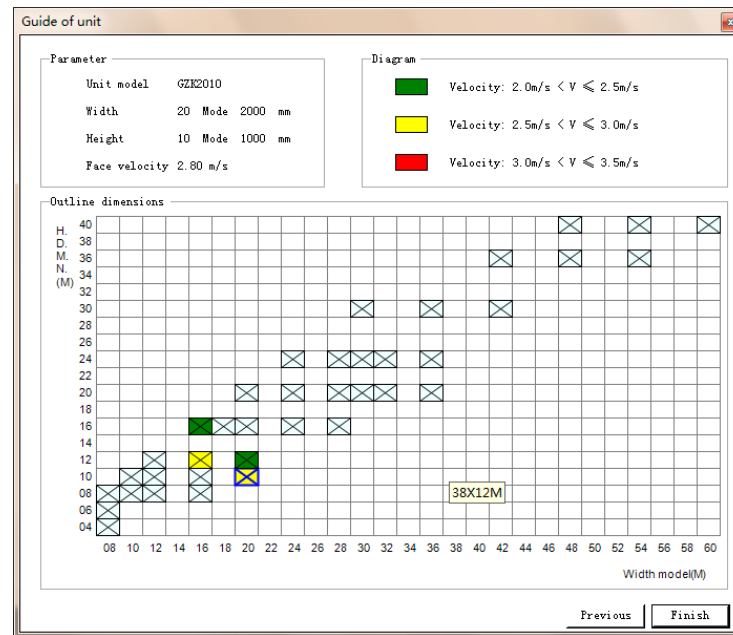 Guide of unit
x
Parameter
Unit model GZK2010
Width 20 Mode 2000 mm
Height 10 Mode 1000 mm
Face velocity 2.80 m/s
Diagram
Velocity: 2.0m/s < V ≤ 2.5m/s
Velocity: 2.5m/s < V ≤ 3.0m/s
Velocity: 3.0m/s < V ≤ 3.5m/s
Outline dimensions
H.
D.
M.
N.
(M)
40
38
36
34
32
30
28
26
24
22
20
18
16
14
12
10
08
06
04
38X12M
08 10 12 14 16 18 20 22 24 26 28 30 32 34 36 38 40 42 44 46 48 50 52 54 56 58 60
Width model(M)
Previous Finish